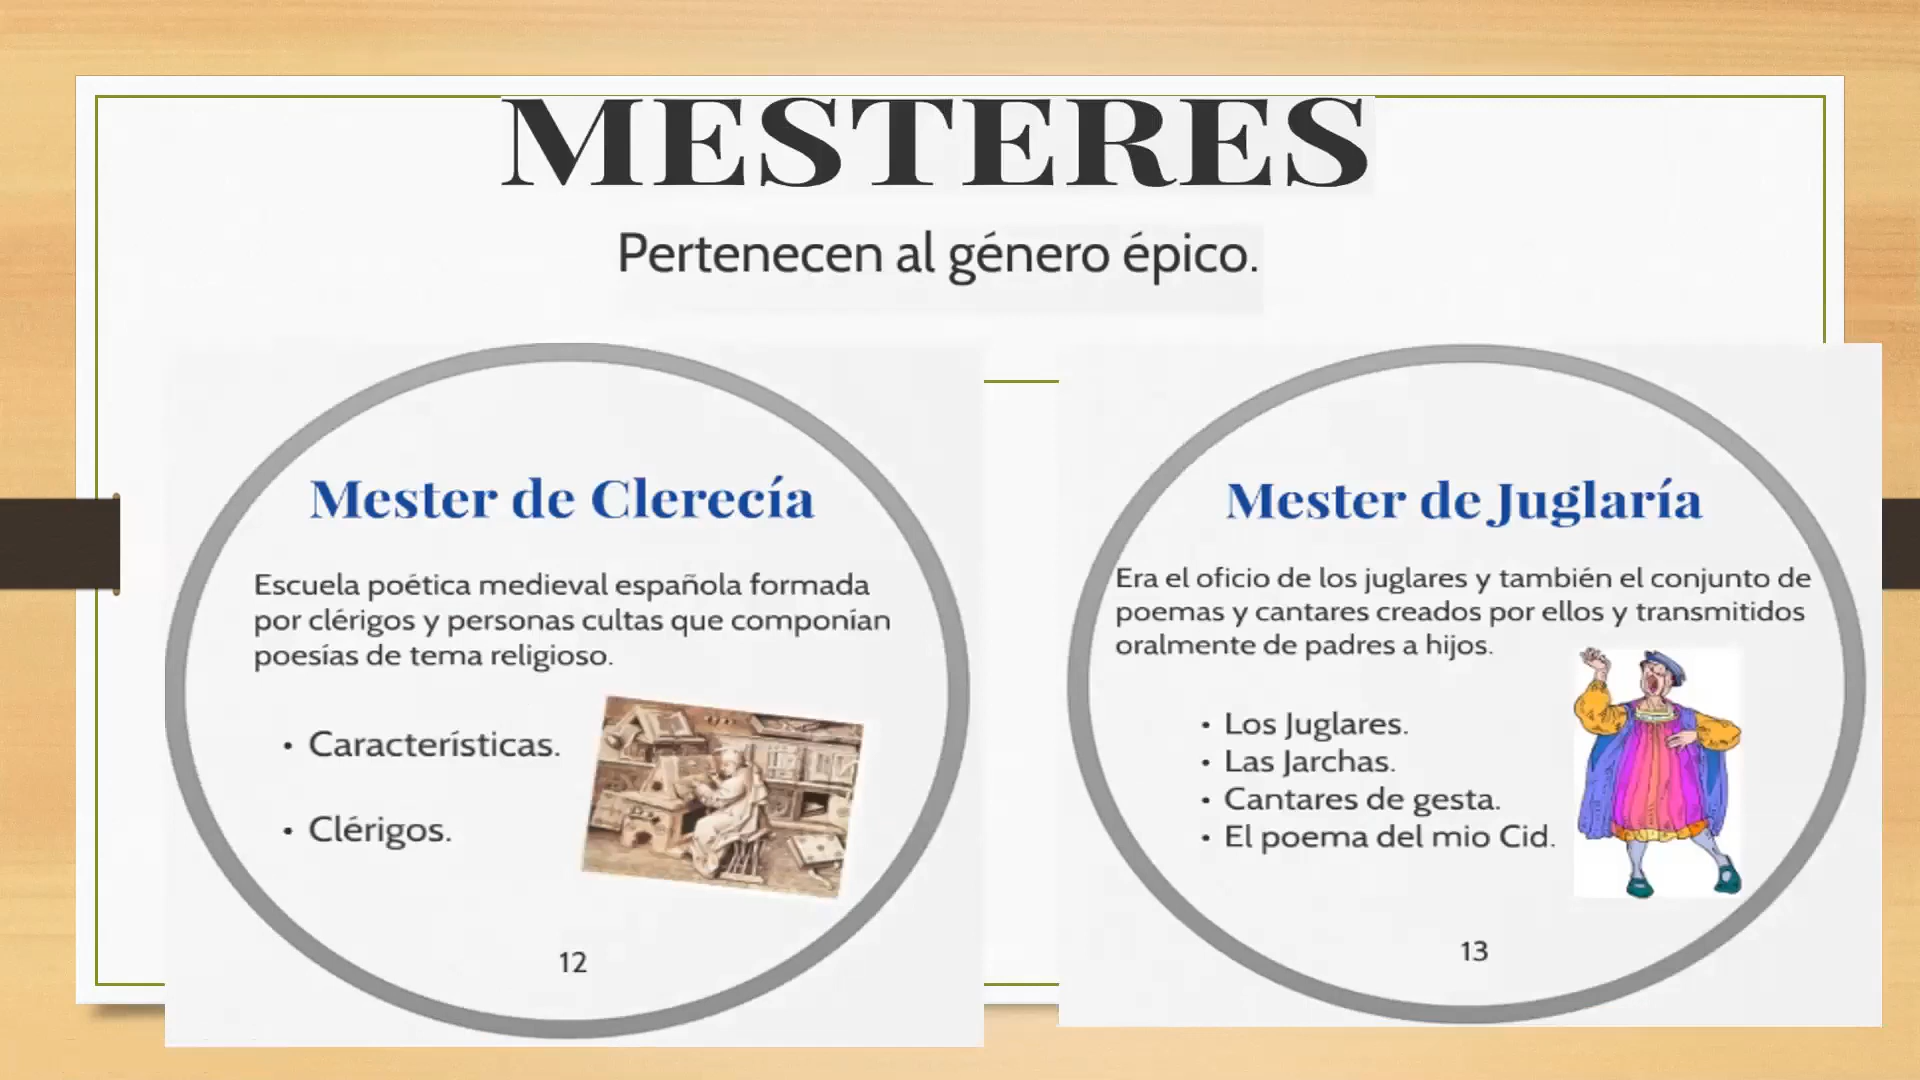 MESTERES
Pertenecen al género épico.
Mester de Clerecía
Escuela poética medieval española formada
por clérigos y personas cultas que componían
poesías de tema religioso.
• Características.
• Clérigos.
12
Mester de Juglaría
Era el oficio de los juglares y también el conjunto de
poemas y cantares creados por ellos y transmitidos
oralmente de padres a hijos.
• Los Juglares.
• Las Jarchas.
• Cantares de gesta.
• El poema del mio Cid.
13